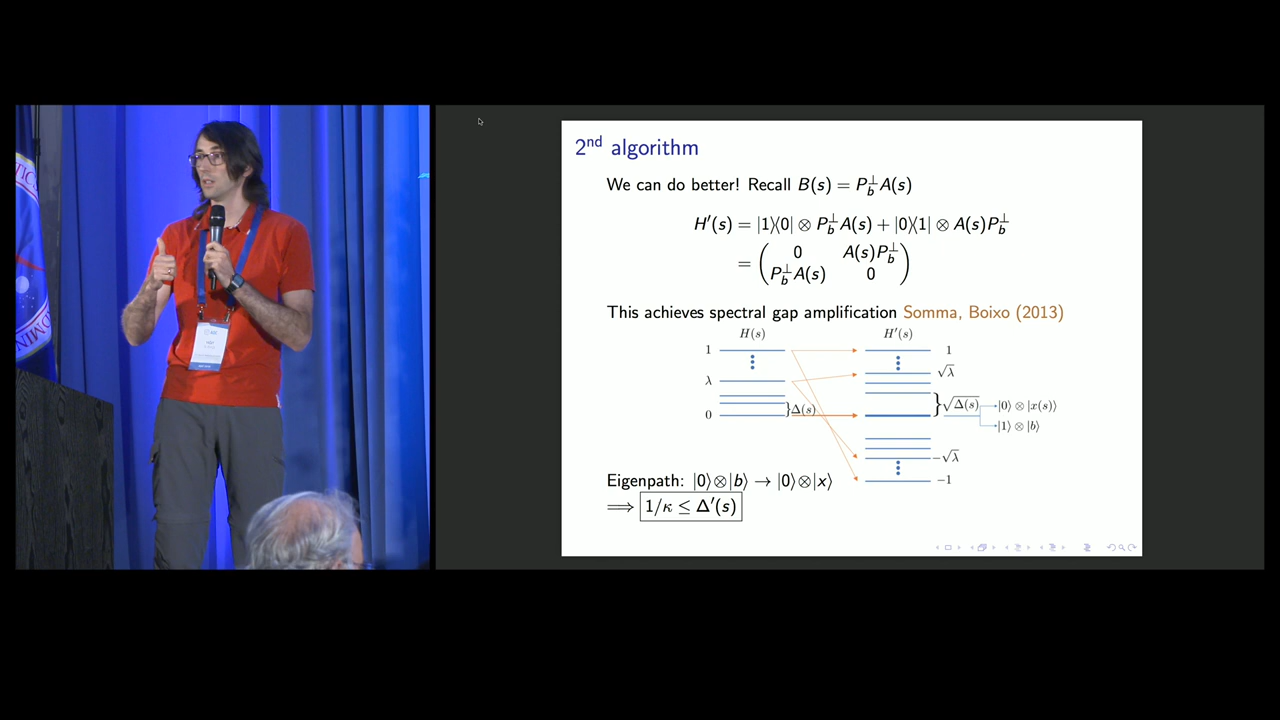 2nd algorithm
We can do better! Recall B(s) = P_b^⊥ A(s)
H′(s) = |1⟩⟨0| ⊗ P_b^⊥ A(s) + |0⟩⟨1| ⊗ A(s)P_b^⊥
= ( 0 A(s)P_b^⊥
P_b^⊥ A(s) 0 )
This achieves spectral gap amplification Somma, Boixo (2013)
H(s) H′(s)
1 1
λ √λ
0 }Δ(s) }√Δ(s) |0⟩ ⊗ |x(s)⟩
|1⟩ ⊗ |b⟩
−√λ
−1
Eigenpath: |0⟩⊗|b⟩ → |0⟩⊗|x⟩
⟹ 1/κ ≤ Δ′(s)